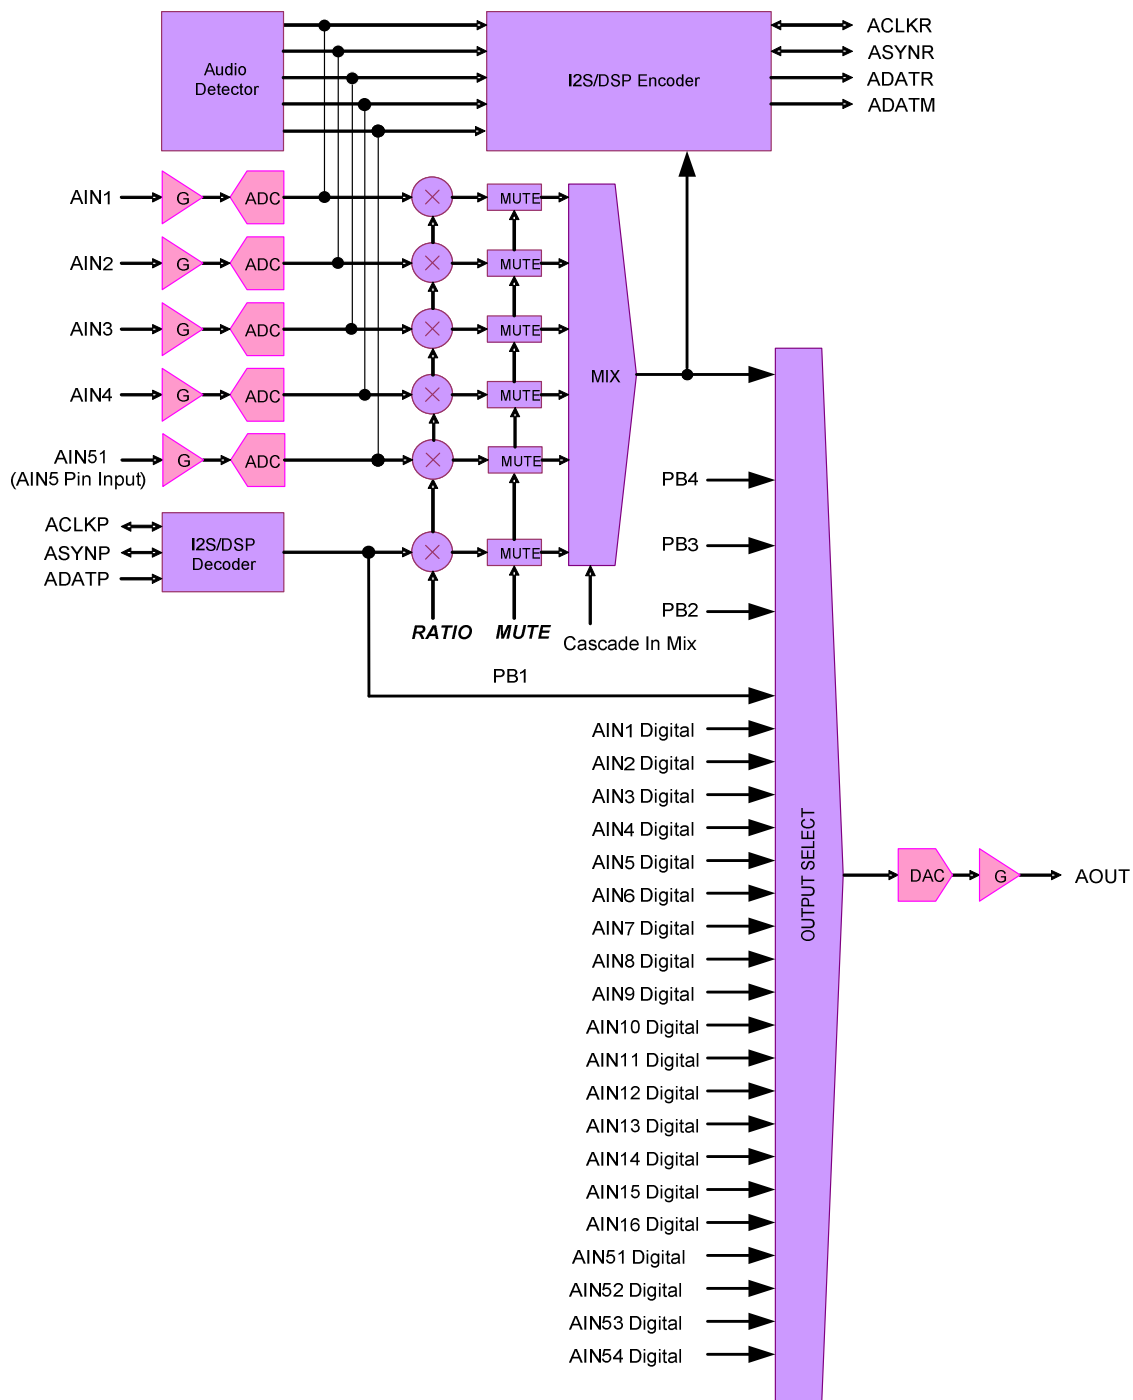 Audio
Detector
I2S/DSP Encoder
ACLKR
ASYNR
ADATR
ADATM
AIN1
G
ADC
MUTE
AIN2
G
ADC
MUTE
AIN3
G
ADC
MUTE
AIN4
G
ADC
MUTE
AIN51
(AIN5 Pin Input)
G
ADC
MUTE
MIX
ACLKP
ASYNP
ADATP
I2S/DSP
Decoder
MUTE
RATIO
MUTE
Cascade In Mix
PB4
PB3
PB2
PB1
AIN1 Digital
AIN2 Digital
AIN3 Digital
AIN4 Digital
AIN5 Digital
AIN6 Digital
AIN7 Digital
AIN8 Digital
AIN9 Digital
AIN10 Digital
AIN11 Digital
AIN12 Digital
AIN13 Digital
AIN14 Digital
AIN15 Digital
AIN16 Digital
AIN51 Digital
AIN52 Digital
AIN53 Digital
AIN54 Digital
OUTPUT SELECT
DAC
G
AOUT